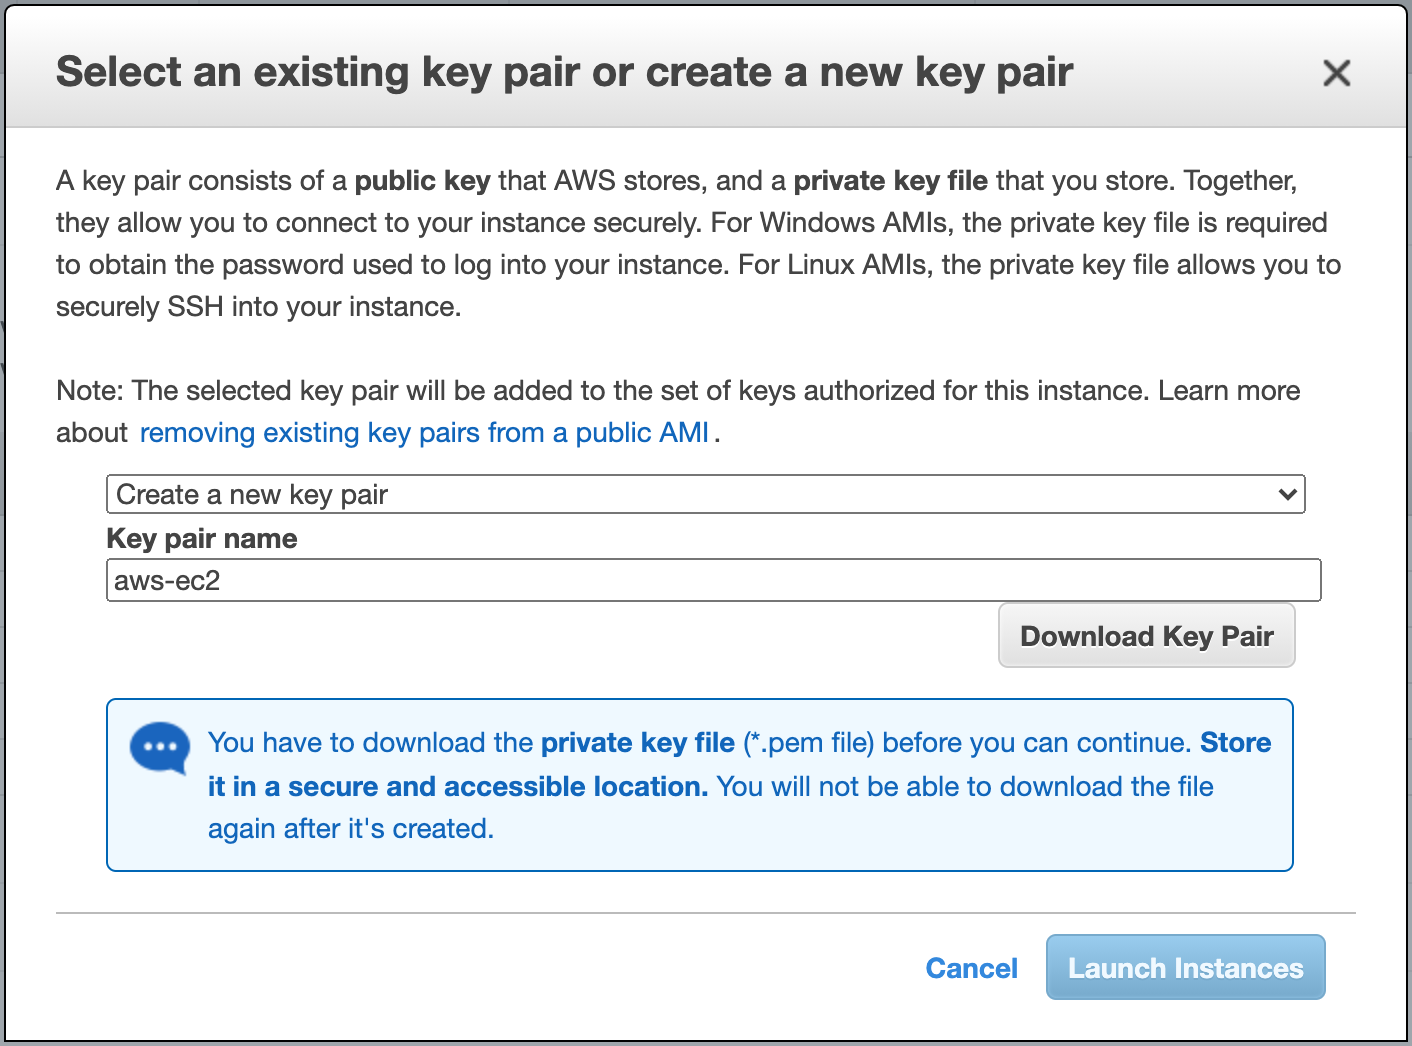 Select an existing key pair or create a new key pair
A key pair consists of a public key that AWS stores, and a private key file that you store. Together,
they allow you to connect to your instance securely. For Windows AMIs, the private key file is required
to obtain the password used to log into your instance. For Linux AMIs, the private key file allows you to
securely SSH into your instance.
Note: The selected key pair will be added to the set of keys authorized for this instance. Learn more
about removing existing key pairs from a public AMI .
Create a new key pair
Key pair name
aws-ec2
Download Key Pair
You have to download the private key file (*.pem file) before you can continue. Store
it in a secure and accessible location. You will not be able to download the file
again after it's created.
Cancel
Launch Instances